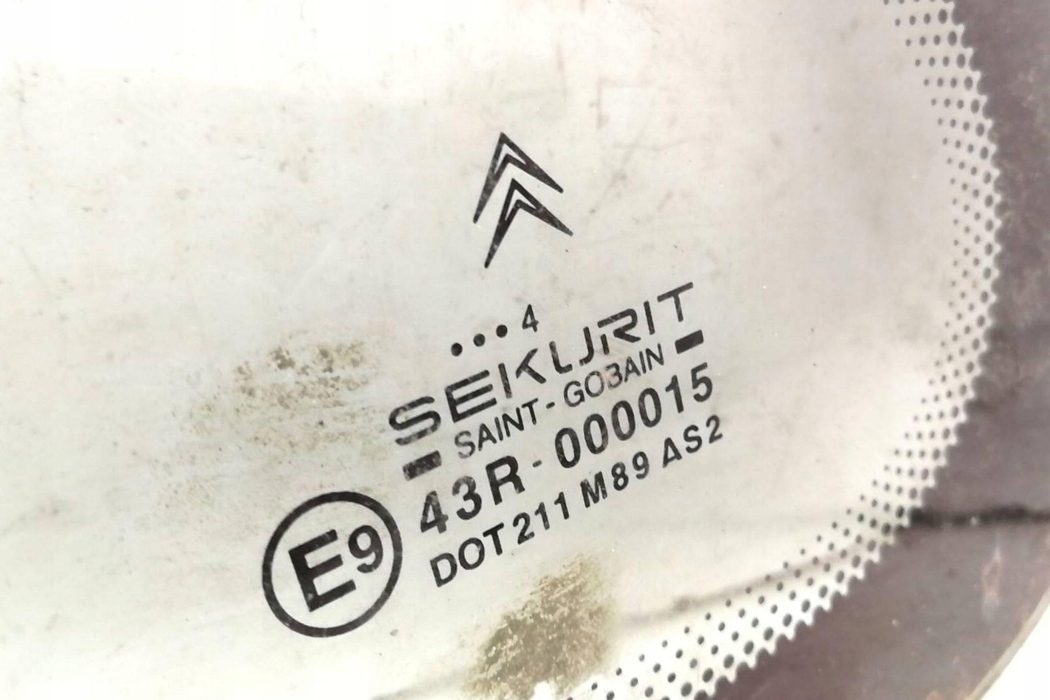 ...4
SEKURIT
SAINT-GOBAIN
43R-000015
DOT 211 M89 AS2
E9